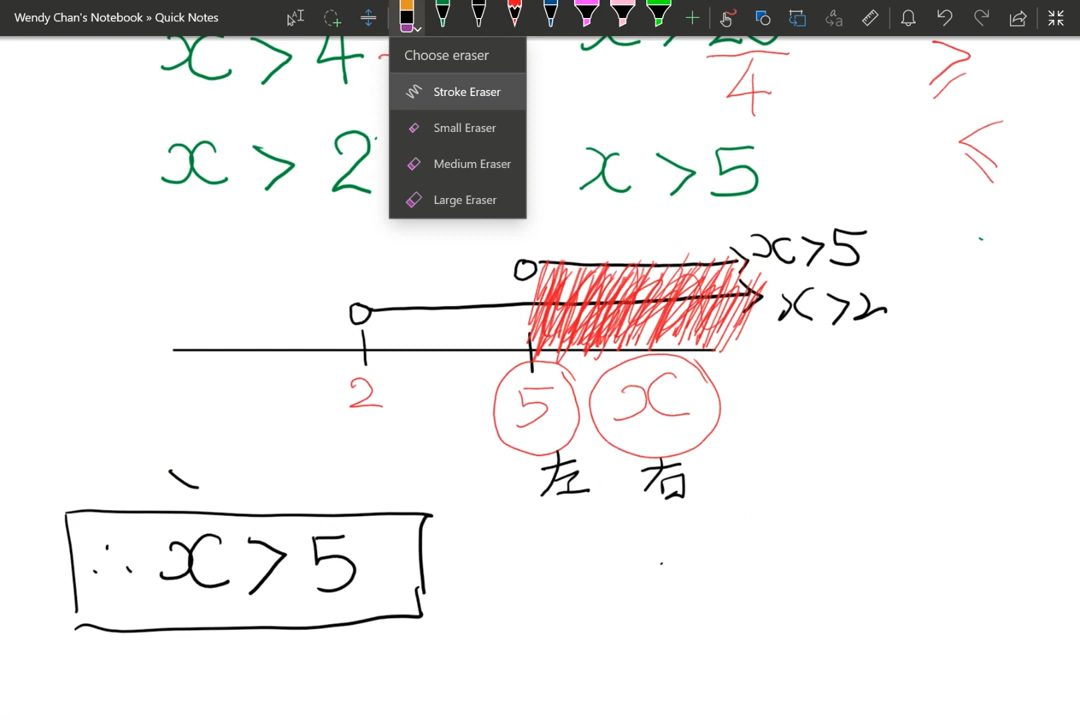 Wendy Chan's Notebook » Quick Notes
Choose eraser
Stroke Eraser
Small Eraser
Medium Eraser
Large Eraser
x > 4
4
⩾
x > 2
x > 5
⩽
x > 5
x > 2
2
5
x
左
右
∴ x > 5